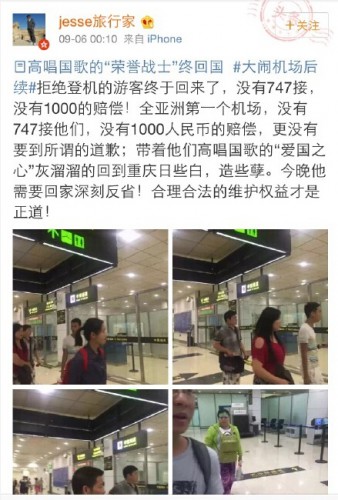 jesse旅行家
+关注
09-06 00:10 来自 iPhone
高唱国歌的“荣誉战士”终回国 #大闹机场后
续#拒绝登机的游客终于回来了，没有747接，
没有1000的赔偿！全亚洲第一个机场，没有
747接他们，没有1000人民币的赔偿，更没有
要到所谓的道歉；带着他们高唱国歌的“爱国之
心”灰溜溜的回到重庆日些白，造些孽。今晚他
需要回家深刻反省！合理合法的维护权益才是
正道！